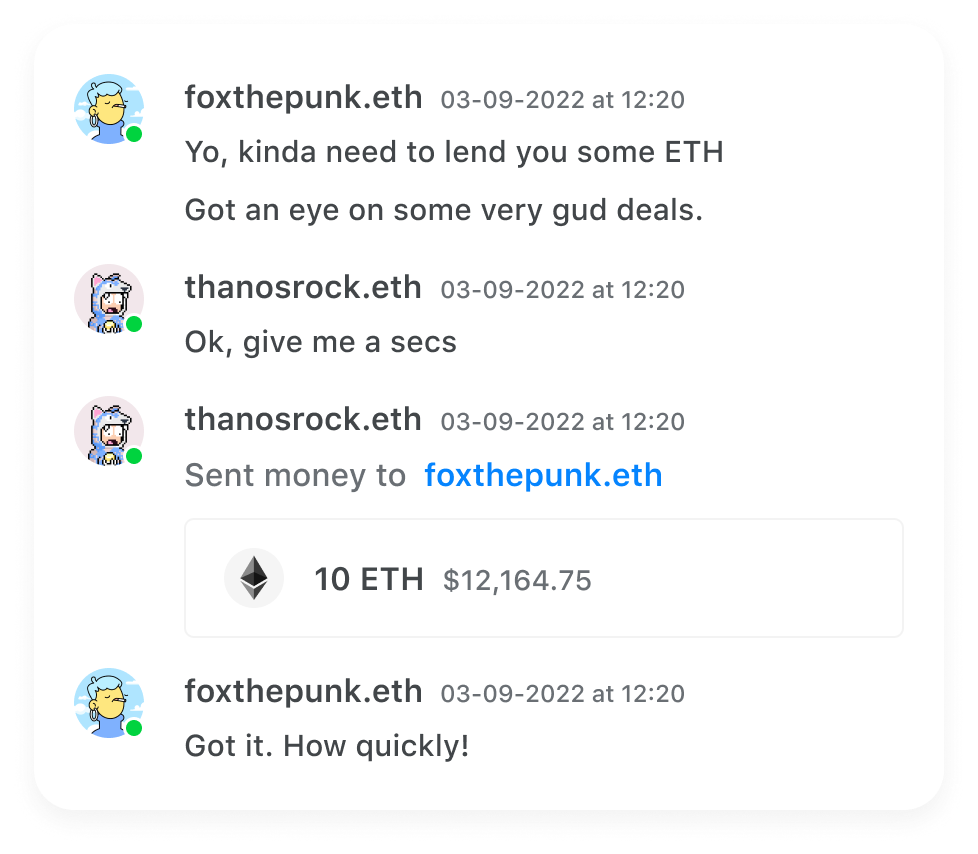 foxthepunk.eth 03-09-2022 at 12:20
Yo, kinda need to lend you some ETH
Got an eye on some very gud deals.
thanosrock.eth 03-09-2022 at 12:20
Ok, give me a secs
thanosrock.eth 03-09-2022 at 12:20
Sent money to foxthepunk.eth
10 ETH $12,164.75
foxthepunk.eth 03-09-2022 at 12:20
Got it. How quickly!